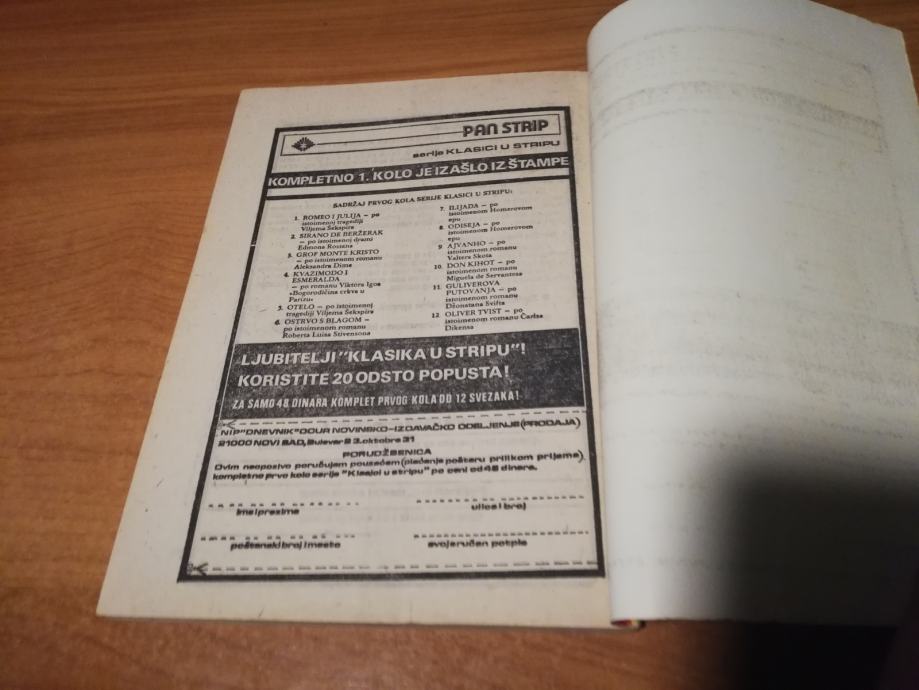 PAN STRIP
serije KLASICI U STRIPU
KOMPLETNO 1. KOLO JE IZAŠLO IZ ŠTAMPE
SADRŽAJ PRVOG KOLA SERIJE KLASICI U STRIPU:
1. ROMEO I JULIJA — po
istoimenoj tragediji
Viljema Šekspira
2. SIRANO DE BERŽERAK
— po istoimenoj drami
Edmona Rostana
3. GROF MONTE KRISTO
— po istoimenom romanu
Aleksandra Dime
4. KVAZIMODO I
ESMERALDA
— po romanu Viktora Igoa
»Bogorodičina crkva u
Parizu«
5. OTELO — po istoimenoj
tragediji Viljema Šekspira
6. OSTRVO S BLAGOM —
po istoimenom romanu
Roberta Luisa Stivensona
7. ILIJADA — po
istoimenom Homerovom
epu
8. ODISEJA — po
istoimenom Homerovom
epu
9. AJVANHO — po
istoimenom romanu
Valtera Skota
10. DON KIHOT — po
istoimenom romanu
Miguela de Servantesa
11. GULIVEROVA
PUTOVANJA — po
istoimenom romanu
Džonatana Svifta
12. OLIVER TVIST — po
istoimenom romanu Čarlsa
Dikensa
LJUBITELJI "KLASIKA U STRIPU"!
KORISTITE 20 ODSTO POPUSTA!
ZA SAMO 48 DINARA KOMPLET PRVOG KOLA OD 12 SVEZAKA!
NIP "DNEVNIK" OOUR NOVINSKO-IZDAVAČKO ODELJENJE (PRODAJA)
21000 NOVI SAD, Bulevar 23. oktobra 31
PORUDŽBENICA
Ovim neopozivo poručujem pouzećem (plaćanje poštaru prilikom prijema),
kompletno prvo kolo serije "Klasici u stripu" po ceni od 48 dinara.
ime i prezime
ulica i broj
poštanski broj i mesto
svojeručan potpis